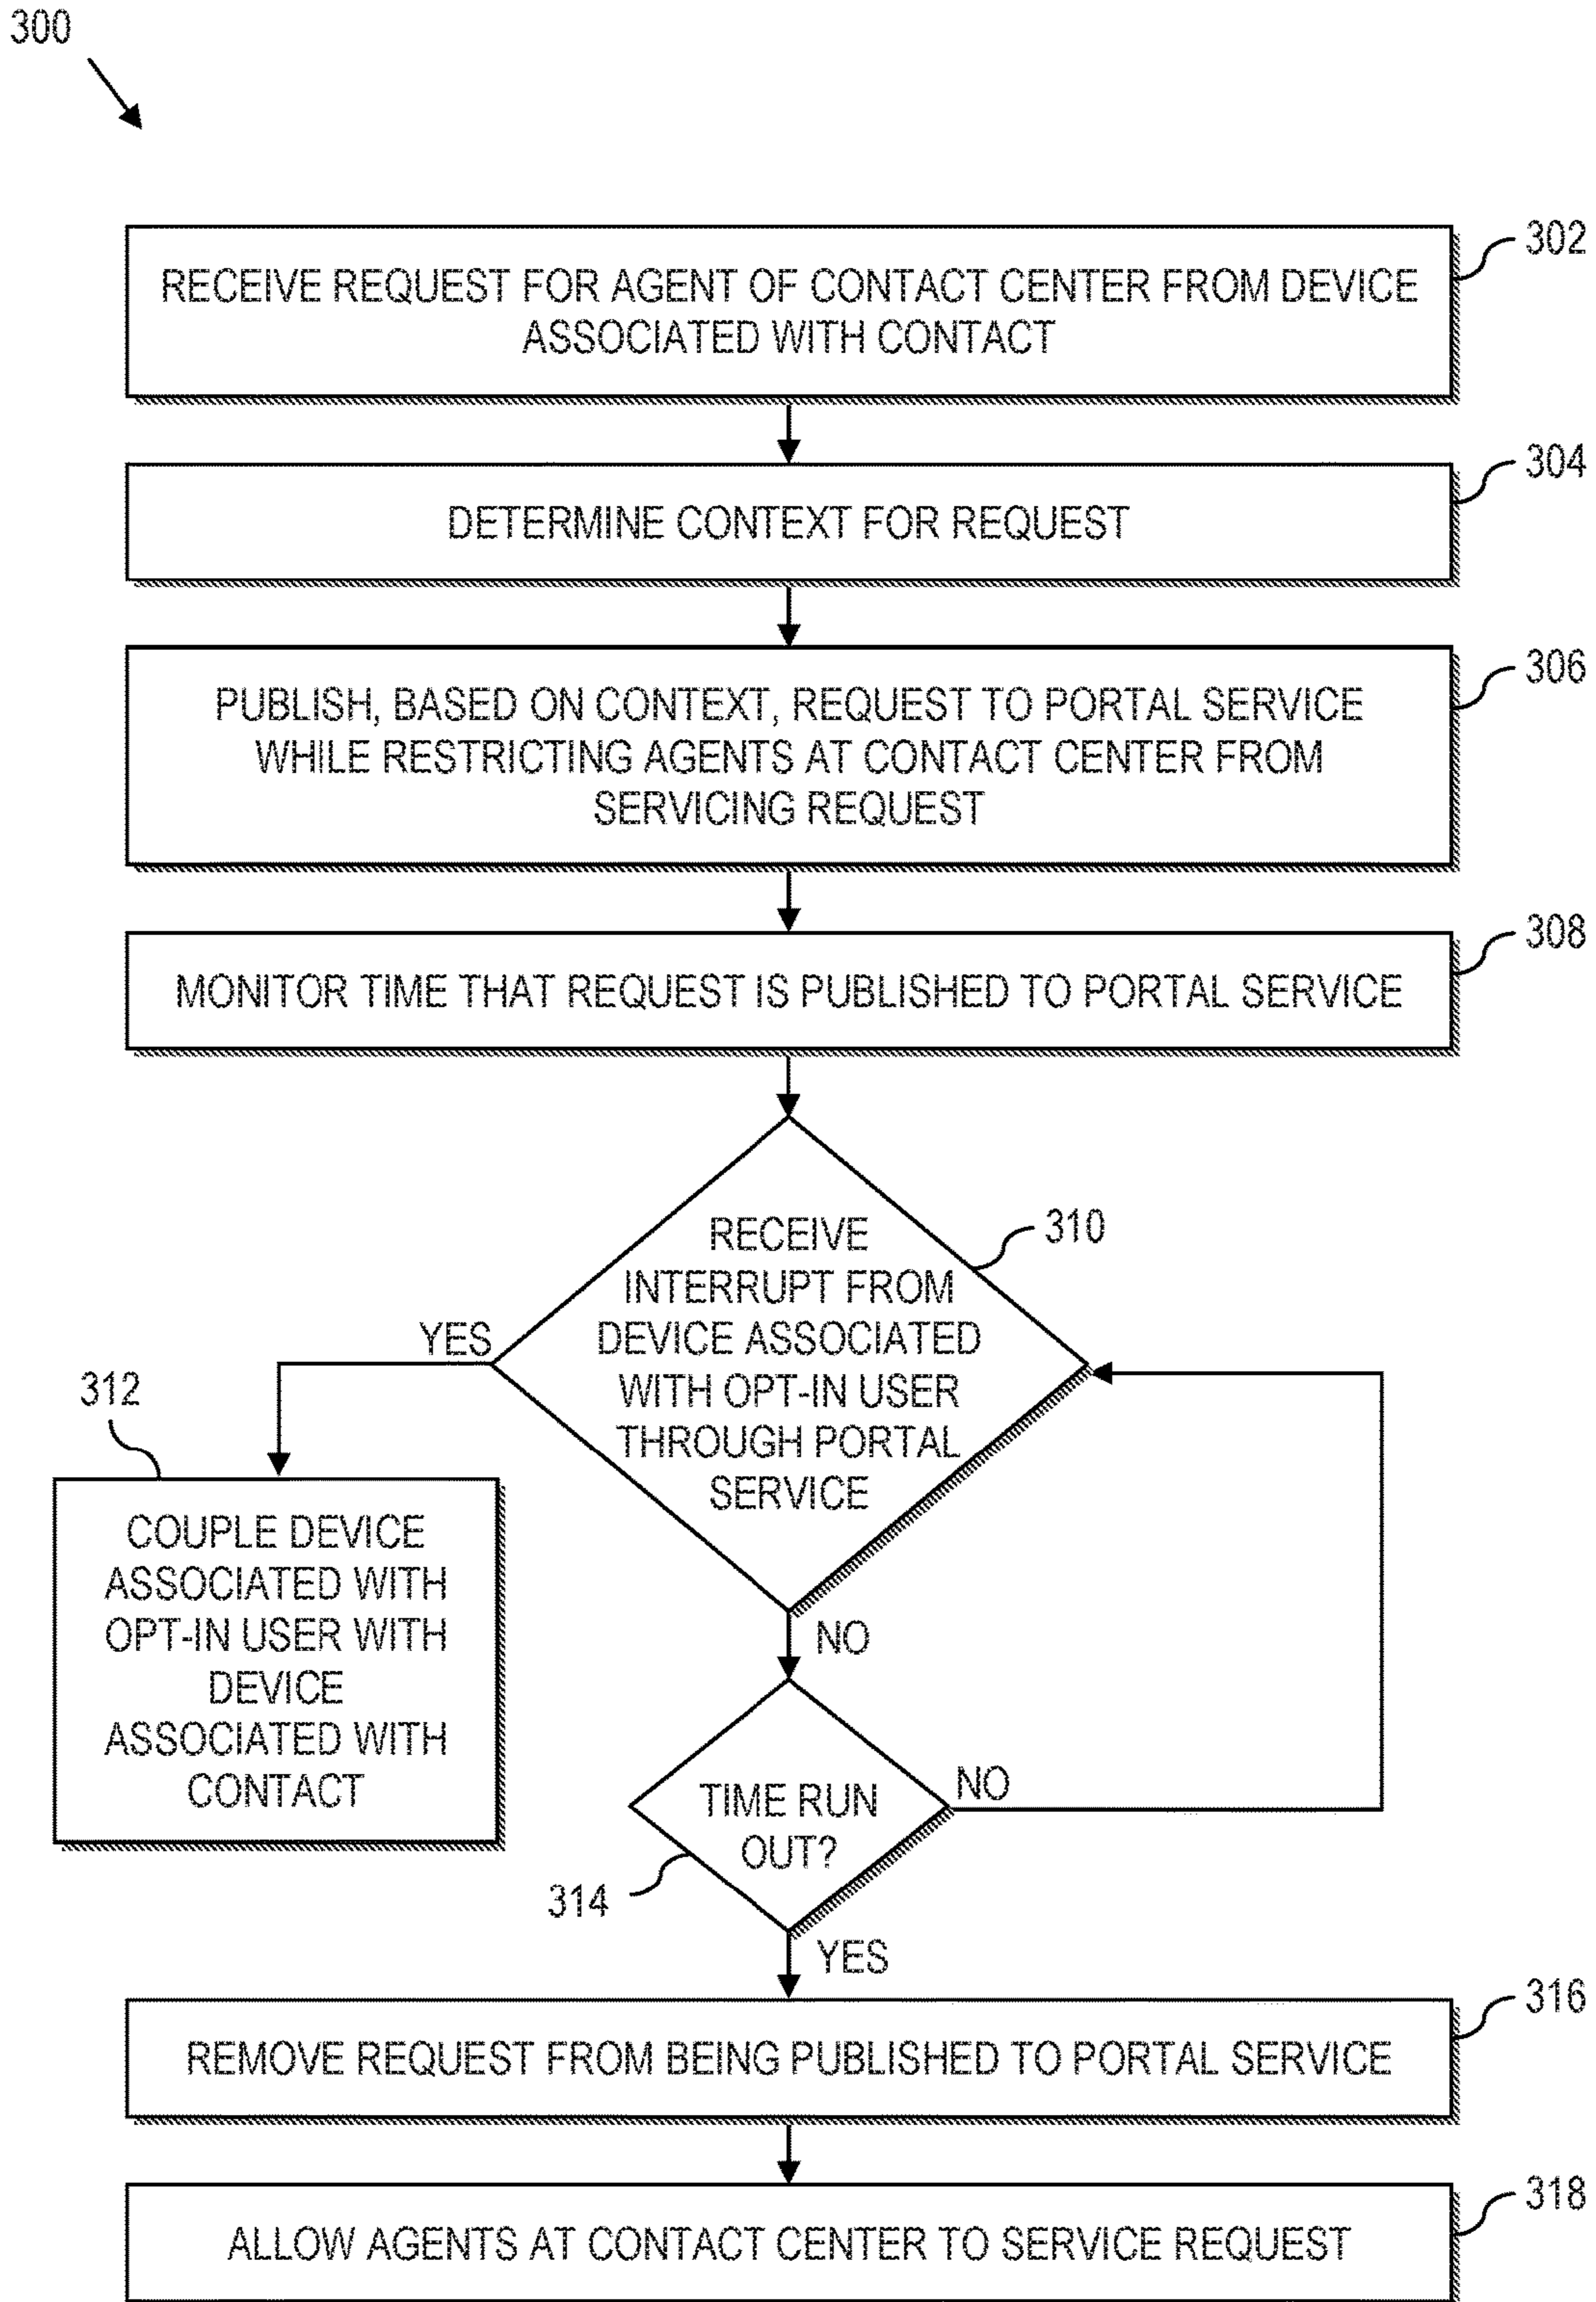 300
302
RECEIVE REQUEST FOR AGENT OF CONTACT CENTER FROM DEVICE
ASSOCIATED WITH CONTACT
304
DETERMINE CONTEXT FOR REQUEST
306
PUBLISH, BASED ON CONTEXT, REQUEST TO PORTAL SERVICE
WHILE RESTRICTING AGENTS AT CONTACT CENTER FROM
SERVICING REQUEST
308
MONITOR TIME THAT REQUEST IS PUBLISHED TO PORTAL SERVICE
310
RECEIVE
INTERRUPT FROM
DEVICE ASSOCIATED
WITH OPT-IN USER
THROUGH PORTAL
SERVICE
YES
312
COUPLE DEVICE
ASSOCIATED WITH
OPT-IN USER WITH
DEVICE
ASSOCIATED WITH
CONTACT
NO
TIME RUN
OUT?
NO
314
YES
316
REMOVE REQUEST FROM BEING PUBLISHED TO PORTAL SERVICE
318
ALLOW AGENTS AT CONTACT CENTER TO SERVICE REQUEST